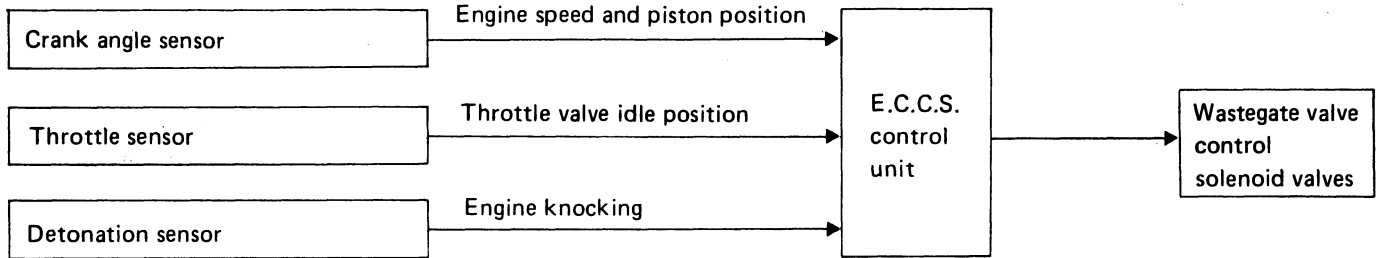 Crank angle sensor
Engine speed and piston position
Throttle sensor
Throttle valve idle position
Detonation sensor
Engine knocking
E.C.C.S.
control
unit
Wastegate valve
control
solenoid valves